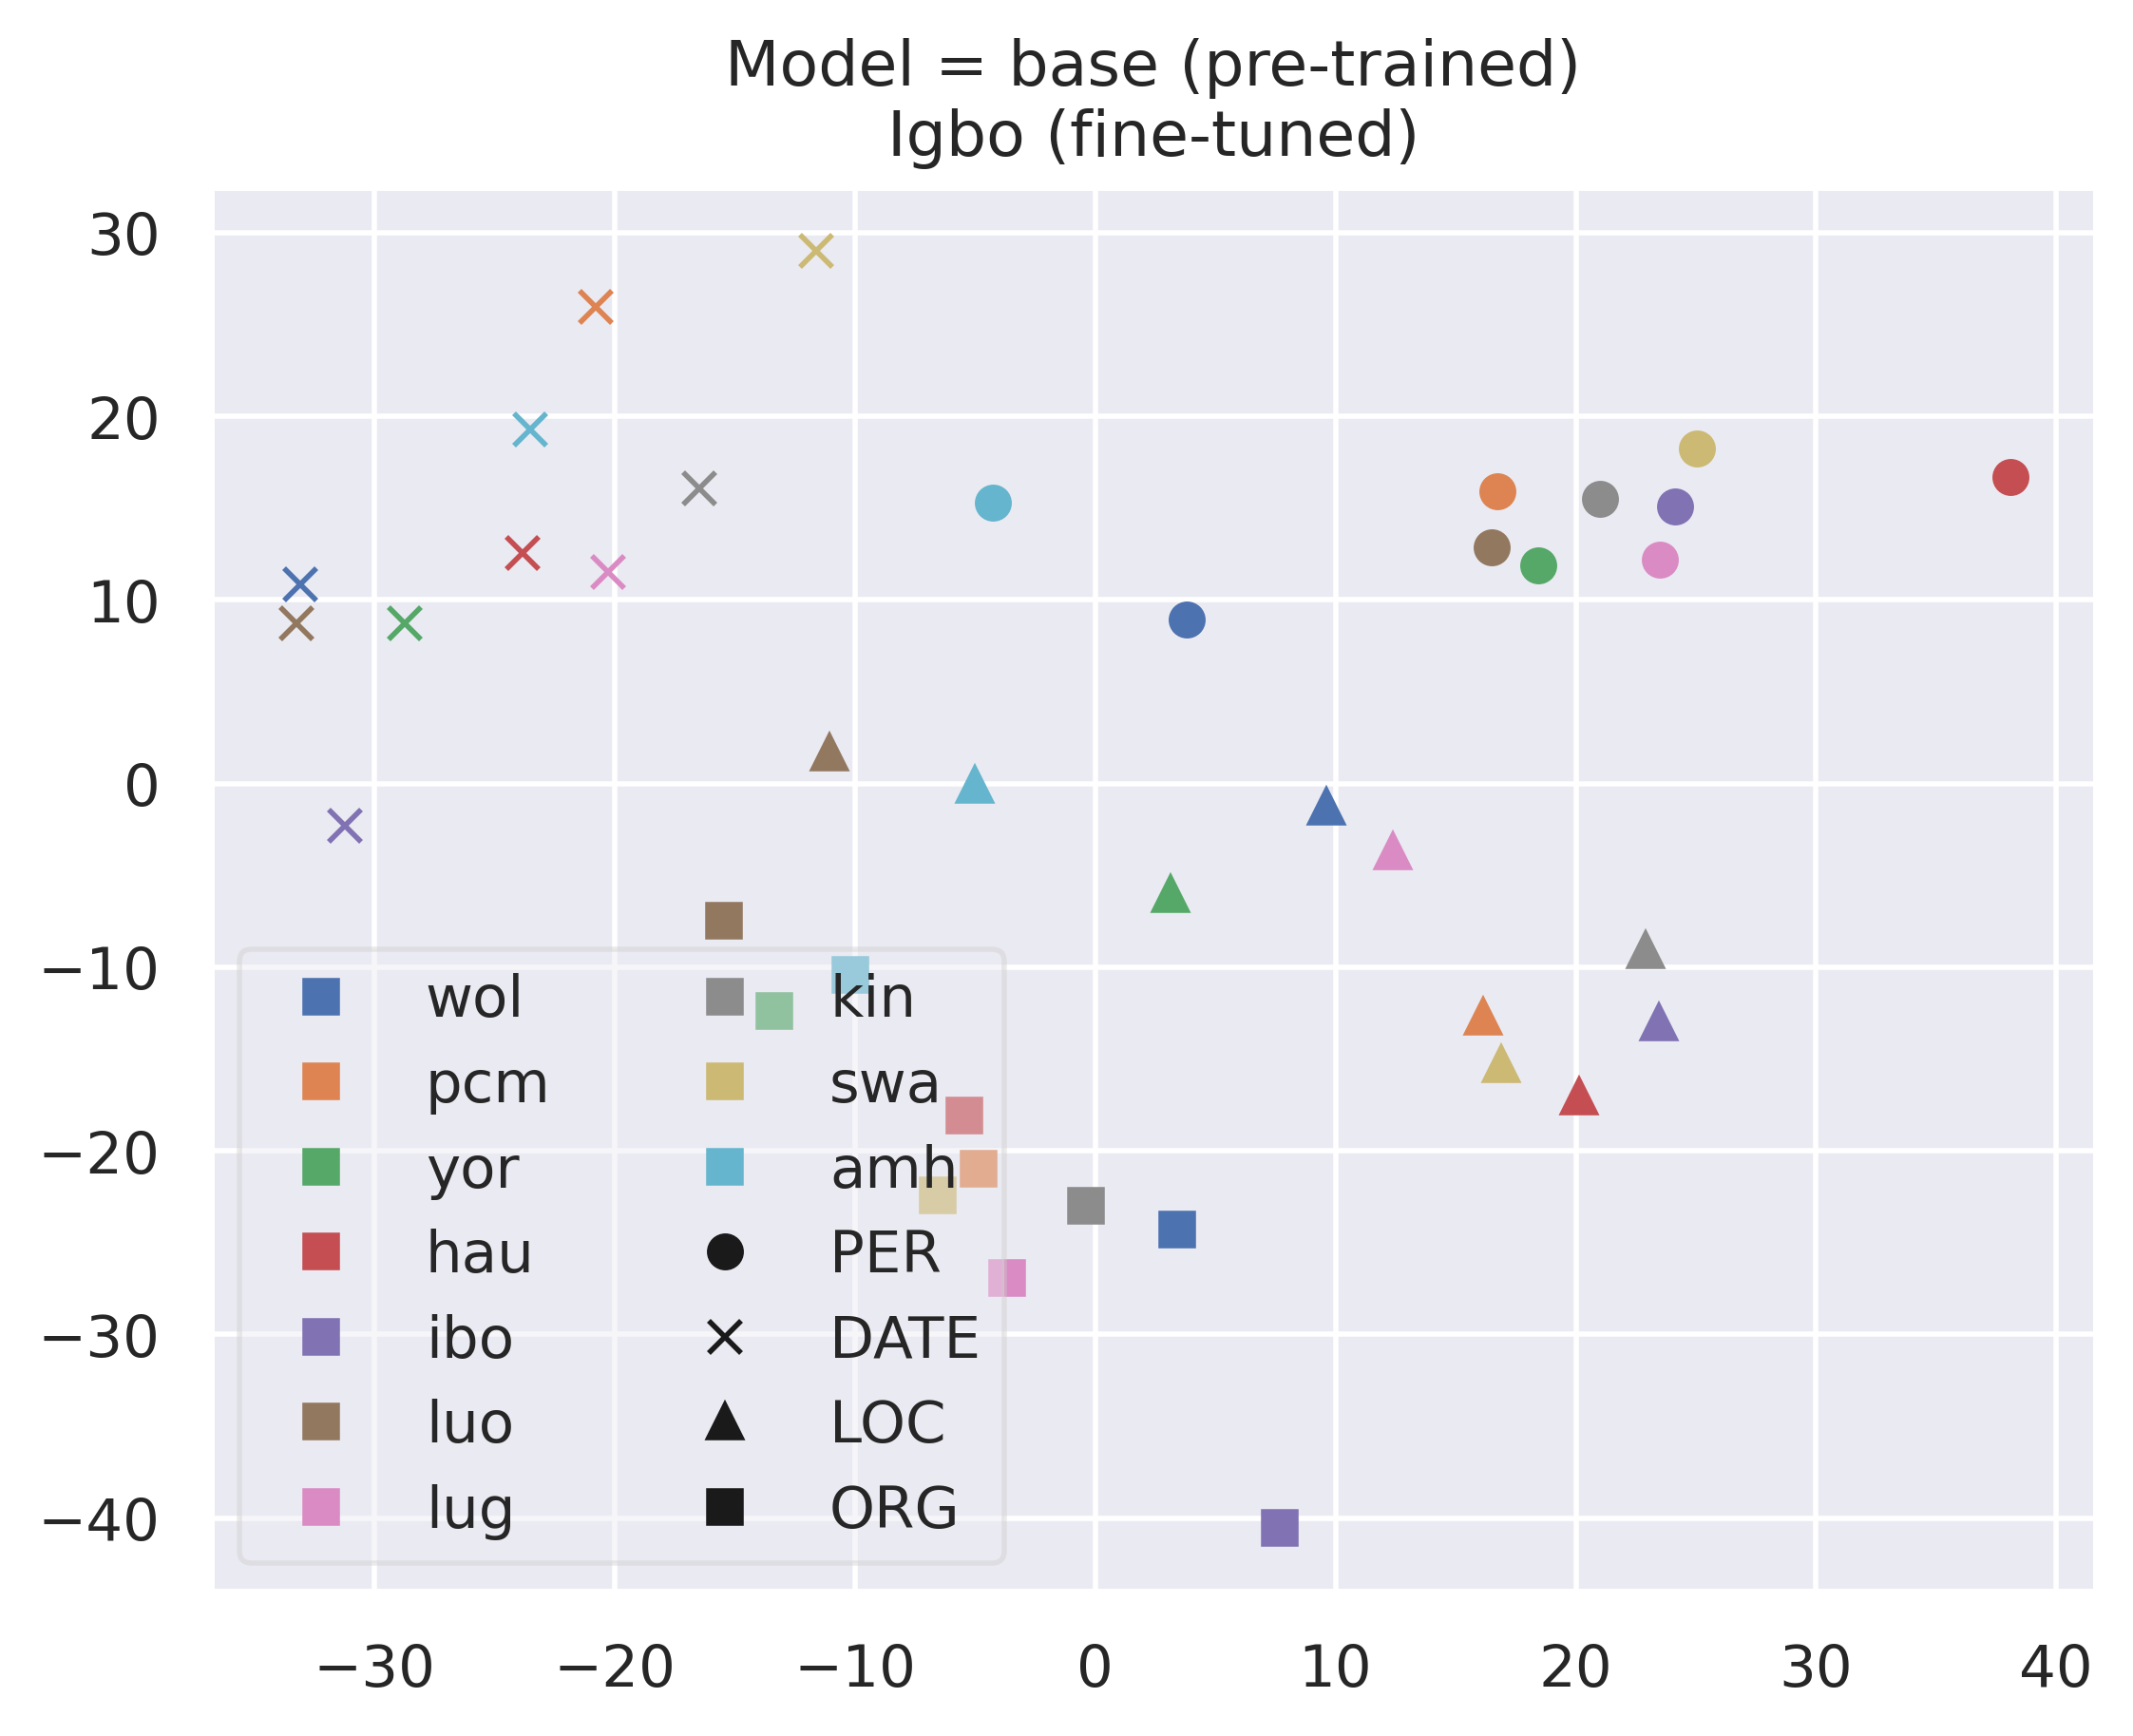 Model = base (pre-trained)
Igbo (fine-tuned)
30
20
10
0
−10
−20
−30
−40
wol
pcm
yor
hau
ibo
luo
lug
kin
swa
amh
PER
DATE
LOC
ORG
−30 −20 −10 0 10 20 30 40